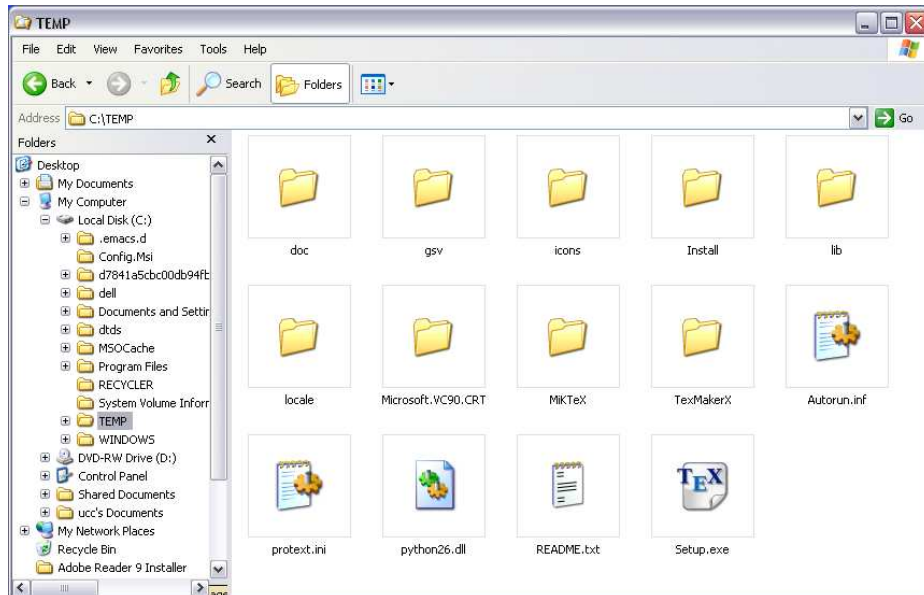 TEMP
File Edit View Favorites Tools Help
Back Search Folders
Address C:\TEMP Go
Folders
Desktop
My Documents
My Computer
Local Disk (C:)
.emacs.d
Config.Msi
d7841a5cbc00db94fb
dell
Documents and Settin
dtds
MSOCache
Program Files
RECYCLER
System Volume Inforr
TEMP
WINDOWS
DVD-RW Drive (D:)
Control Panel
Shared Documents
ucc's Documents
My Network Places
Recycle Bin
Adobe Reader 9 Installer
doc gsv icons Install lib
locale Microsoft.VC90.CRT MiKTeX TexMakerX Autorun.inf
TEX
protext.ini python26.dll README.txt Setup.exe